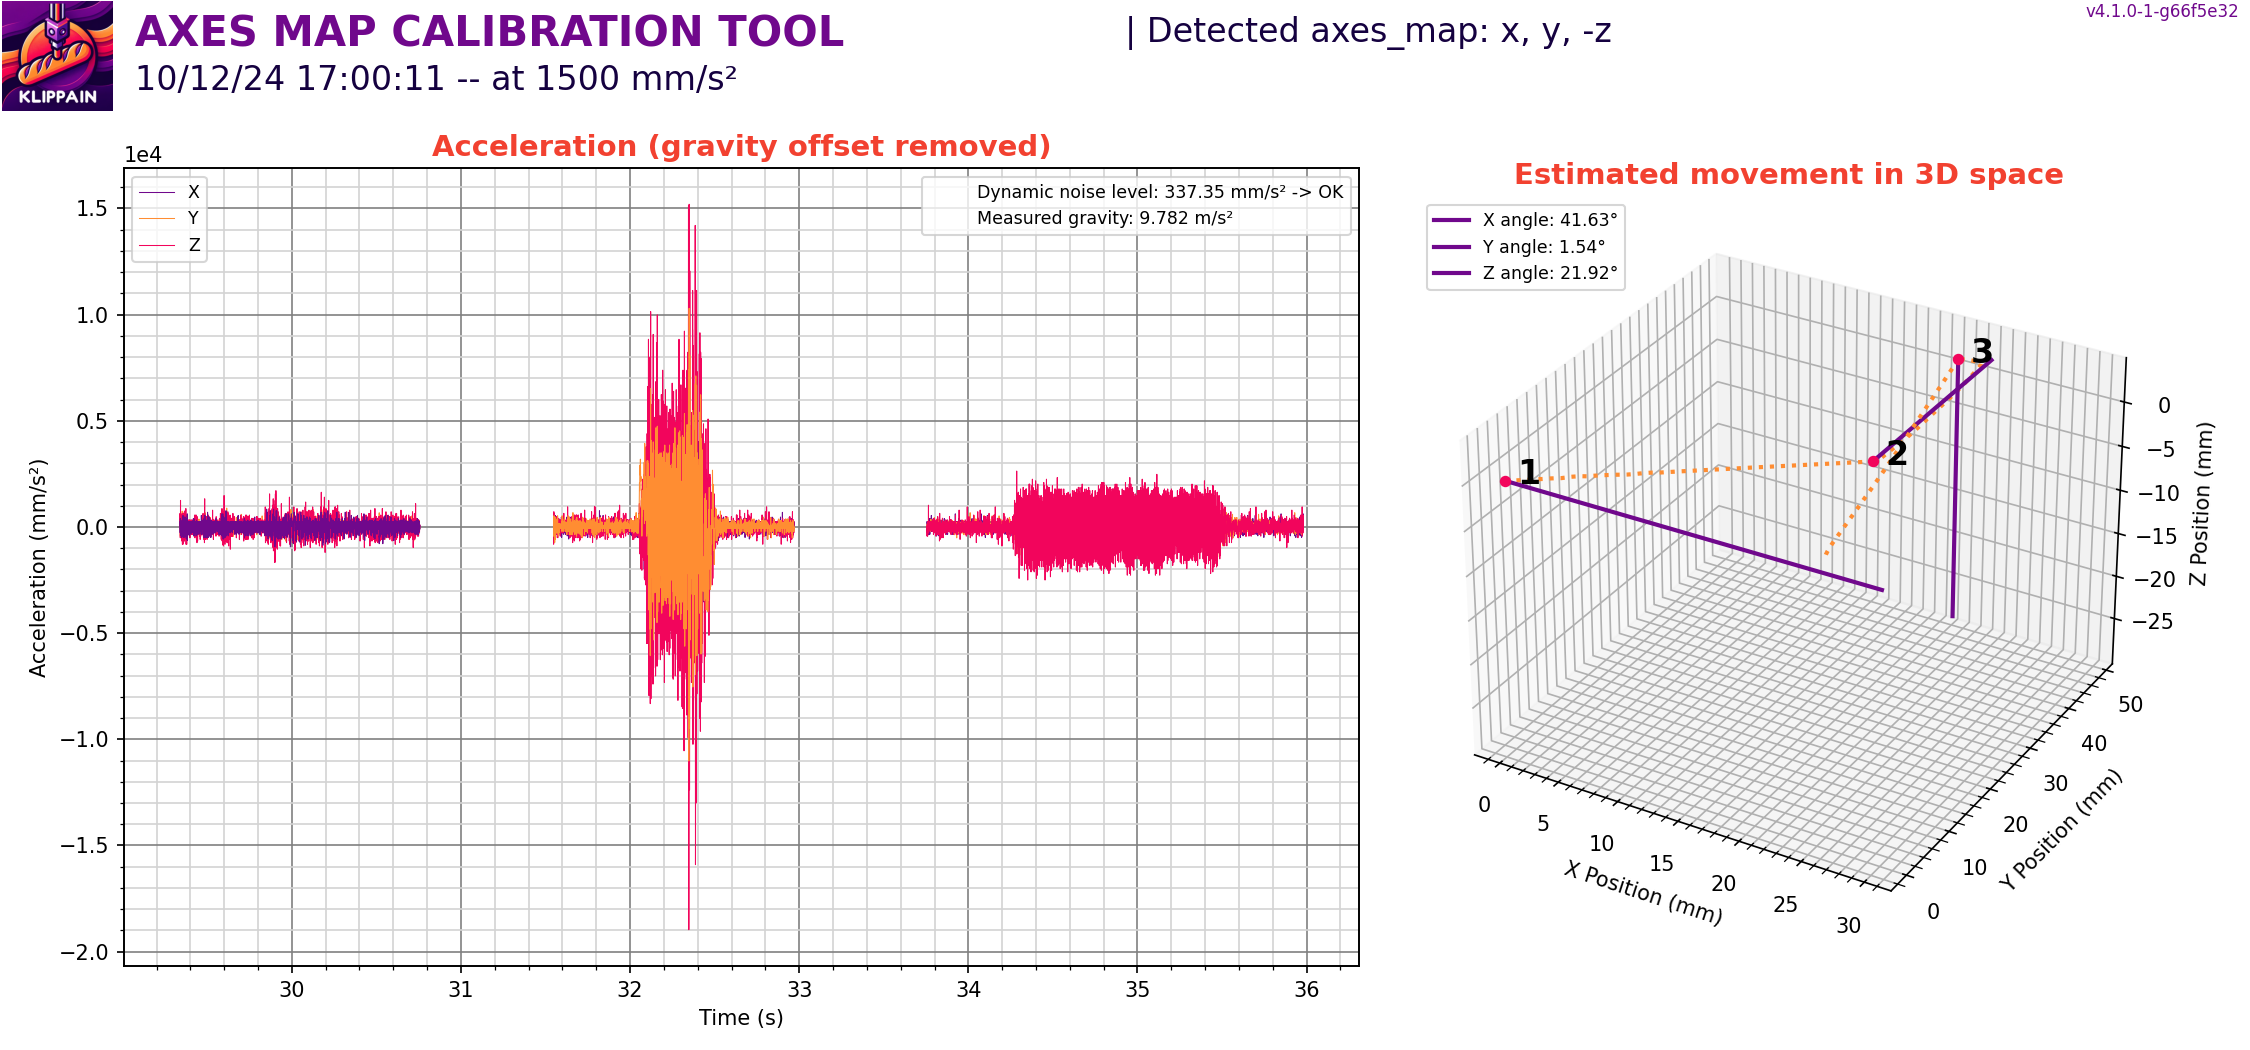 AXES MAP CALIBRATION TOOL
| Detected axes_map: x, y, -z
v4.1.0-1-g66f5e32
10/12/24 17:00:11 -- at 1500 mm/s²
KLIPPAIN
Acceleration (gravity offset removed)
1e4
X
Y
Z
Dynamic noise level: 337.35 mm/s² -> OK
Measured gravity: 9.782 m/s²
1.5
1.0
0.5
0.0
−0.5
−1.0
−1.5
−2.0
Acceleration (mm/s²)
30
31
32
33
34
35
36
Time (s)
Estimated movement in 3D space
X angle: 41.63°
Y angle: 1.54°
Z angle: 21.92°
1
2
3
0
−5
−10
−15
−20
−25
Z Position (mm)
50
40
30
20
10
0
Y Position (mm)
0
5
10
15
20
25
30
X Position (mm)